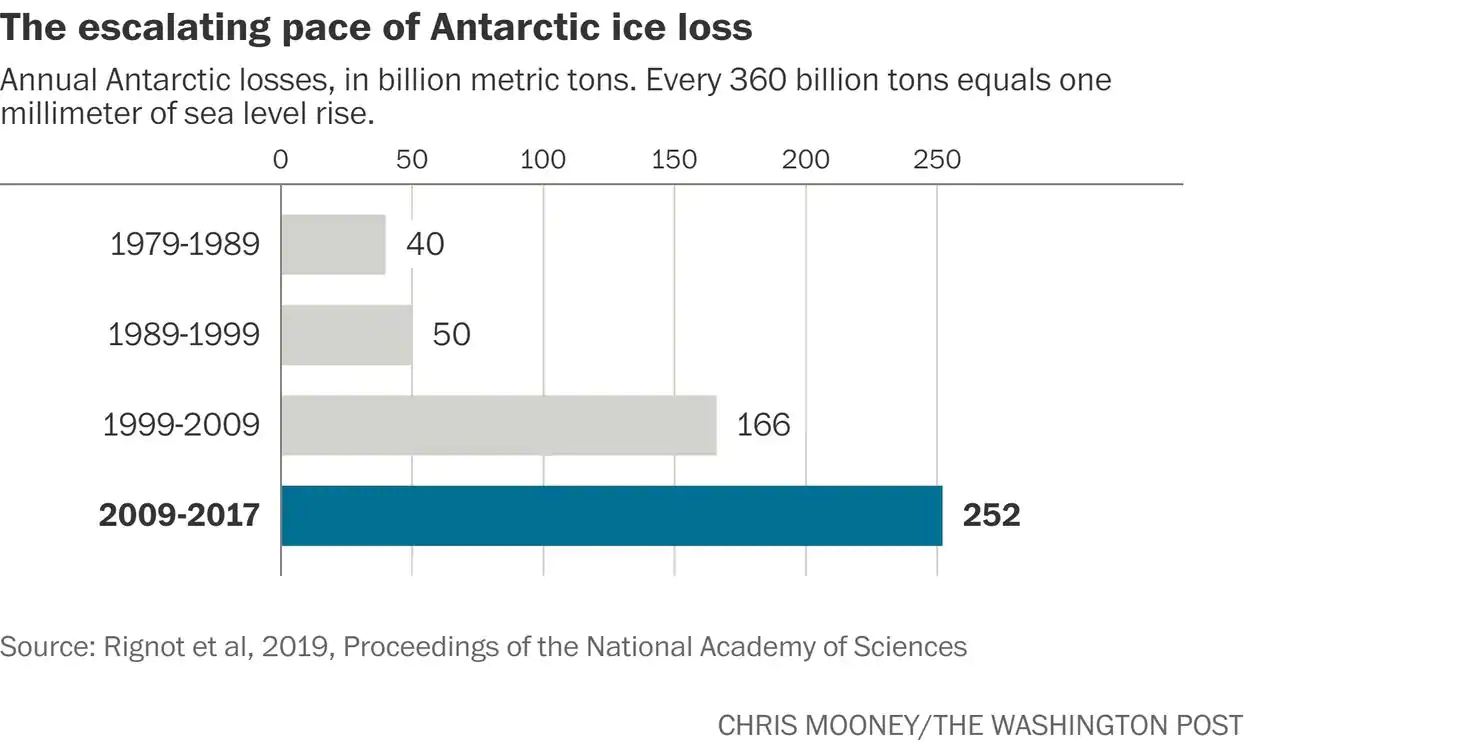 The escalating pace of Antarctic ice loss
Annual Antarctic losses, in billion metric tons. Every 360 billion tons equals one
millimeter of sea level rise.
0 50 100 150 200 250
1979-1989 40
1989-1999 50
1999-2009 166
2009-2017 252
Source: Rignot et al, 2019, Proceedings of the National Academy of Sciences
CHRIS MOONEY/THE WASHINGTON POST